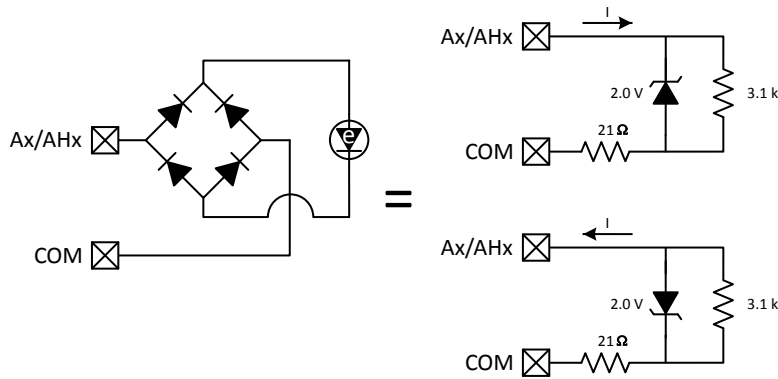 Ax/AHx
COM
e
=
Ax/AHx
I
2.0 V
3.1 k
21Ω
COM
Ax/AHx
I
2.0 V
3.1 k
21Ω
COM